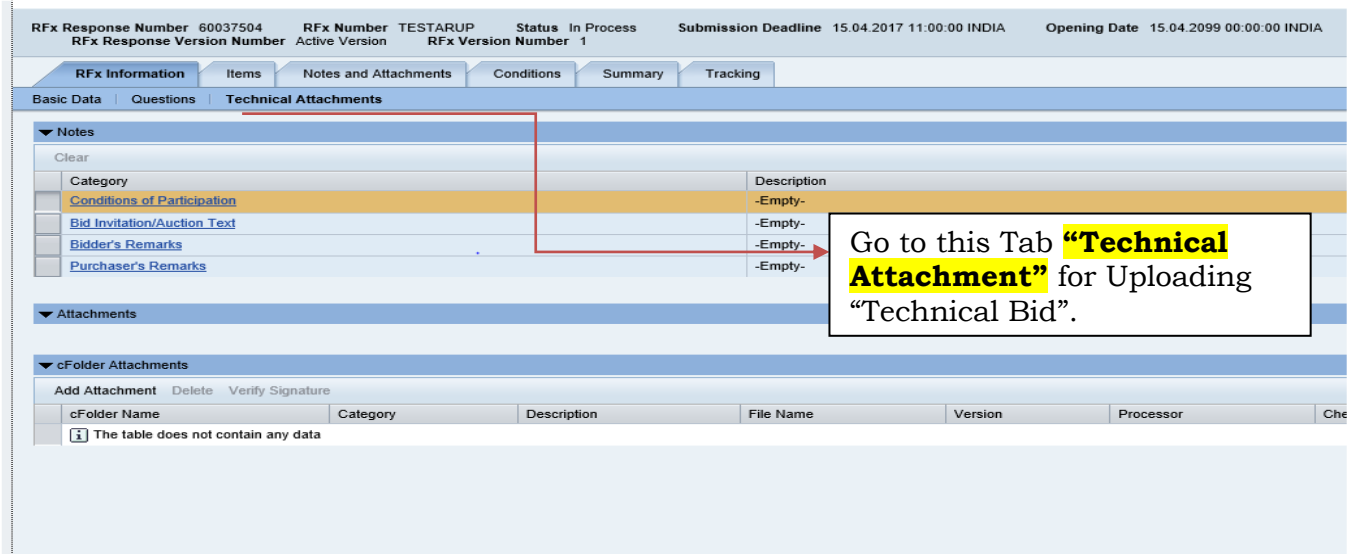 RFx Response Number 60037504 RFx Number TESTARUP Status In Process Submission Deadline 15.04.2017 11:00:00 INDIA Opening Date 15.04.2099 00:00:00 INDIA
RFx Response Version Number Active Version RFx Version Number 1
RFx Information Items Notes and Attachments Conditions Summary Tracking
Basic Data Questions Technical Attachments
Notes
Clear
Category Description
Conditions of Participation -Empty-
Bid Invitation/Auction Text -Empty-
Bidder's Remarks -Empty-
Purchaser's Remarks -Empty-
Go to this Tab “Technical
Attachment” for Uploading
“Technical Bid”.
Attachments
cFolder Attachments
Add Attachment Delete Verify Signature
cFolder Name Category Description File Name Version Processor Che
The table does not contain any data